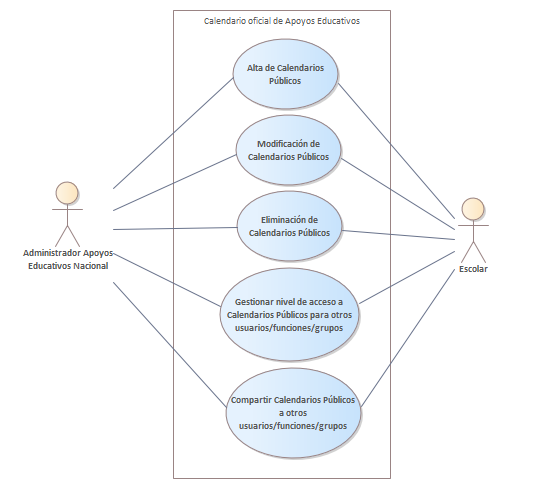 Calendario oficial de Apoyos Educativos
Alta de Calendarios
Públicos
Modificación de
Calendarios Públicos
Eliminación de
Calendarios Públicos
Administrador Apoyos
Educativos Nacional
Escolar
Gestionar nivel de acceso a
Calendarios Públicos para otros
usuarios/funciones/grupos
Compartir Calendarios Públicos
a otros
usuarios/funciones/grupos